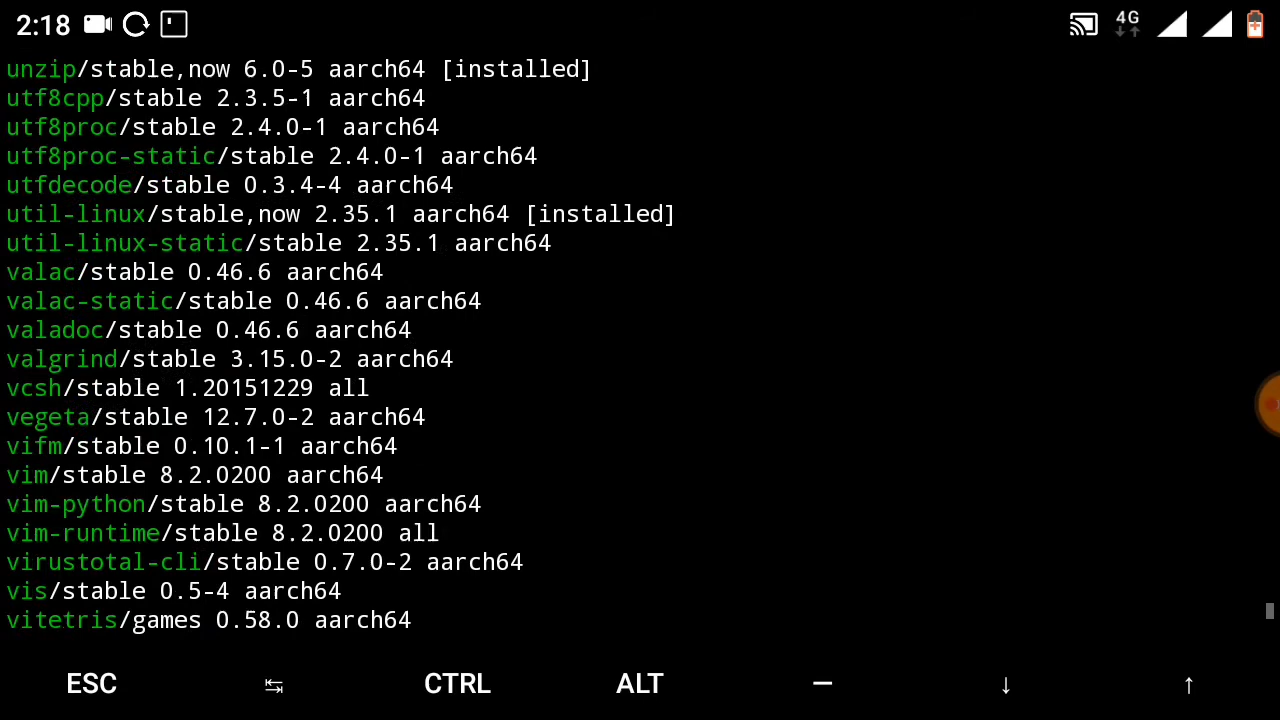 2:18 4G
unzip/stable,now 6.0-5 aarch64 [installed]
utf8cpp/stable 2.3.5-1 aarch64
utf8proc/stable 2.4.0-1 aarch64
utf8proc-static/stable 2.4.0-1 aarch64
utfdecode/stable 0.3.4-4 aarch64
util-linux/stable,now 2.35.1 aarch64 [installed]
util-linux-static/stable 2.35.1 aarch64
valac/stable 0.46.6 aarch64
valac-static/stable 0.46.6 aarch64
valadoc/stable 0.46.6 aarch64
valgrind/stable 3.15.0-2 aarch64
vcsh/stable 1.20151229 all
vegeta/stable 12.7.0-2 aarch64
vifm/stable 0.10.1-1 aarch64
vim/stable 8.2.0200 aarch64
vim-python/stable 8.2.0200 aarch64
vim-runtime/stable 8.2.0200 all
virustotal-cli/stable 0.7.0-2 aarch64
vis/stable 0.5-4 aarch64
vitetris/games 0.58.0 aarch64
ESC ↹ CTRL ALT — ↓ ↑